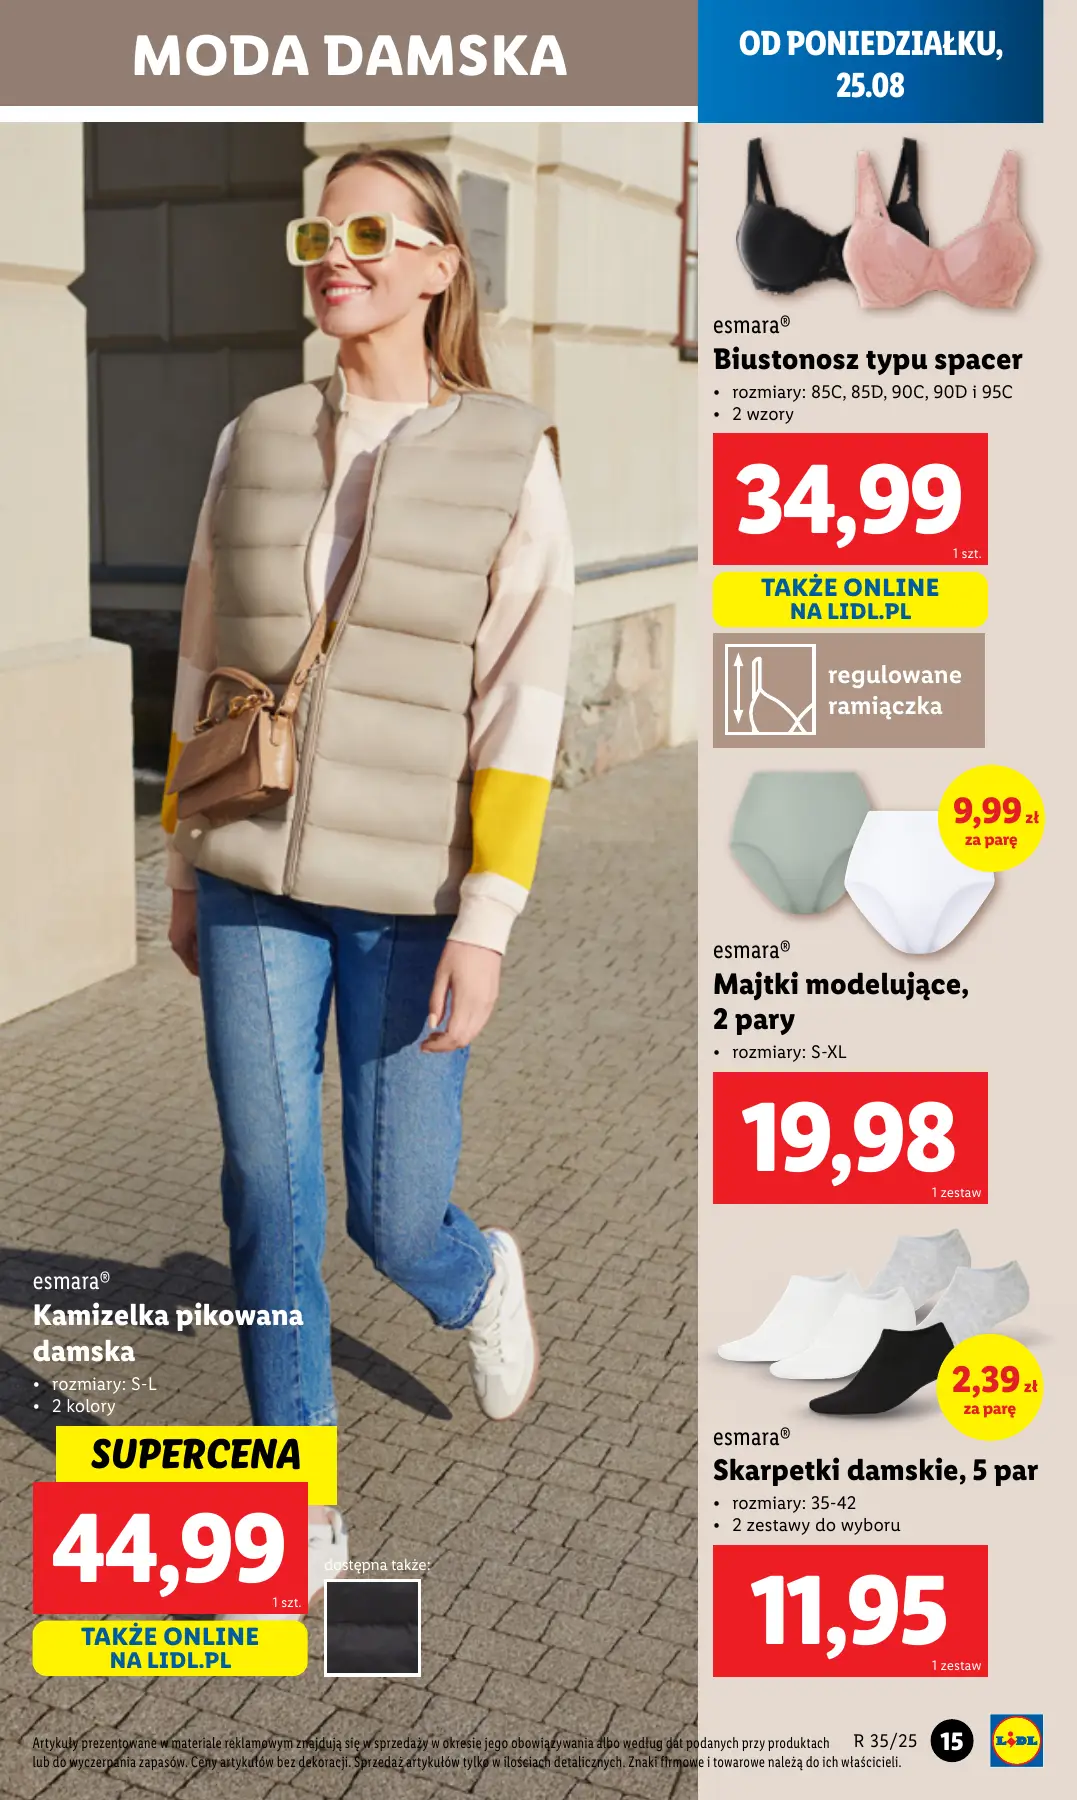 MODA DAMSKA
OD PONIEDZIAŁKU,
25.08
esmara®
Biustonosz typu spacer
• rozmiary: 85C, 85D, 90C, 90D i 95C
• 2 wzory
34,99
1 szt.
TAKŻE ONLINE
NA LIDL.PL
regulowane
ramiączka
9,99 zł
za parę
esmara®
Majtki modelujące,
2 pary
• rozmiary: S-XL
19,98
1 zestaw
2,39 zł
za parę
esmara®
Skarpetki damskie, 5 par
• rozmiary: 35-42
• 2 zestawy do wyboru
11,95
1 zestaw
esmara®
Kamizelka pikowana
damska
• rozmiary: S-L
• 2 kolory
SUPERCENA
44,99
1 szt.
dostępna także:
TAKŻE ONLINE
NA LIDL.PL
Artykuły prezentowane w materiale reklamowym znajdują się w sprzedaży w okresie jego obowiązywania albo według dat podanych przy produktach
lub do wyczerpania zapasów. Ceny artykułów bez dekoracji. Sprzedaż artykułów tylko w ilościach detalicznych. Znaki firmowe i towarowe należą do ich właścicieli.
R 35/25
15
LIDL